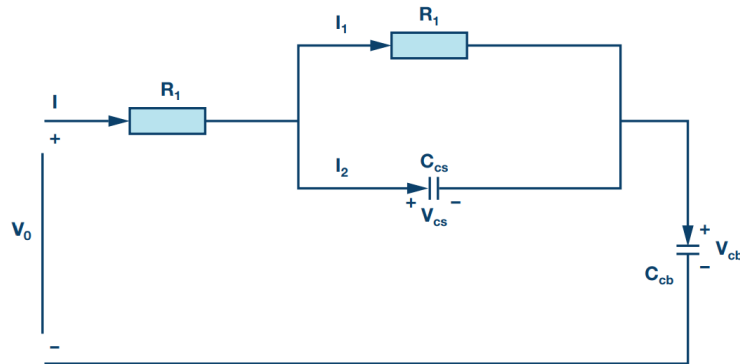 I₁
R₁
I
R₁
+
I₂
C_cs
+ −
V_cs
V₀
+
V_cb
−
C_cb
−